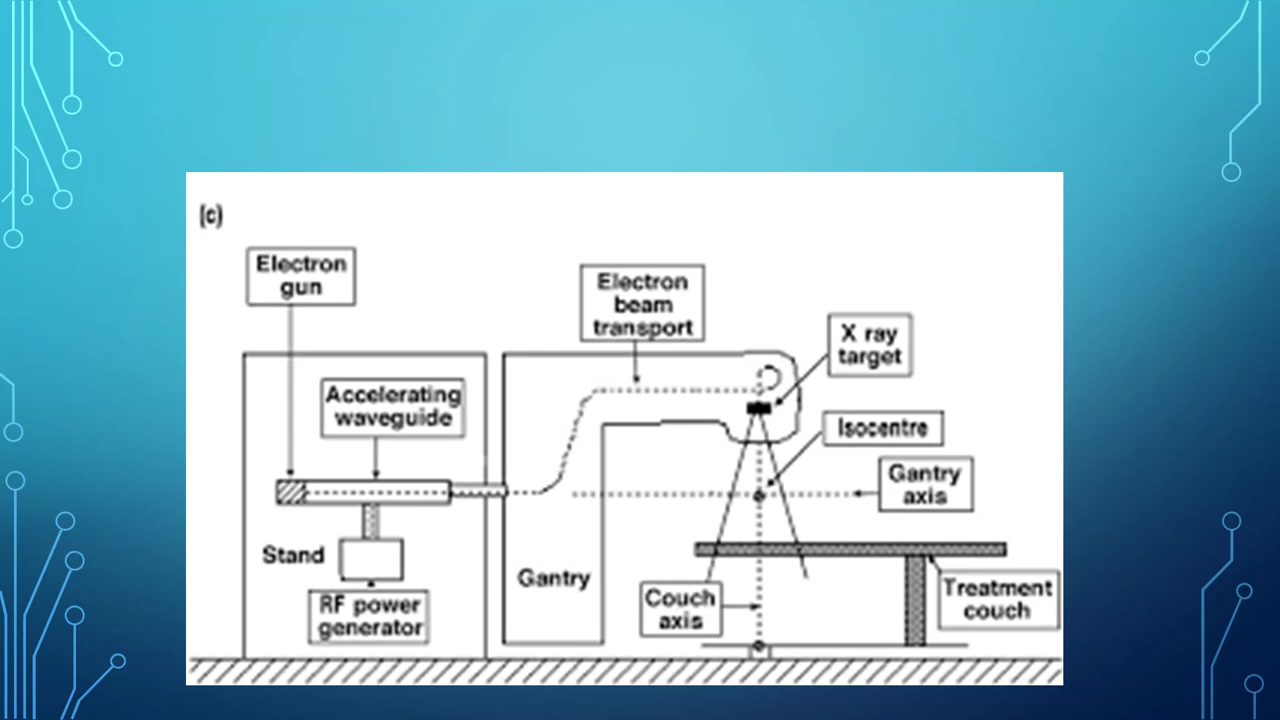 (c)
Electron
gun
Electron
beam
transport
X ray
target
Accelerating
waveguide
Isocentre
Gantry
axis
Stand
Gantry
RF power
generator
Couch
axis
Treatment
couch